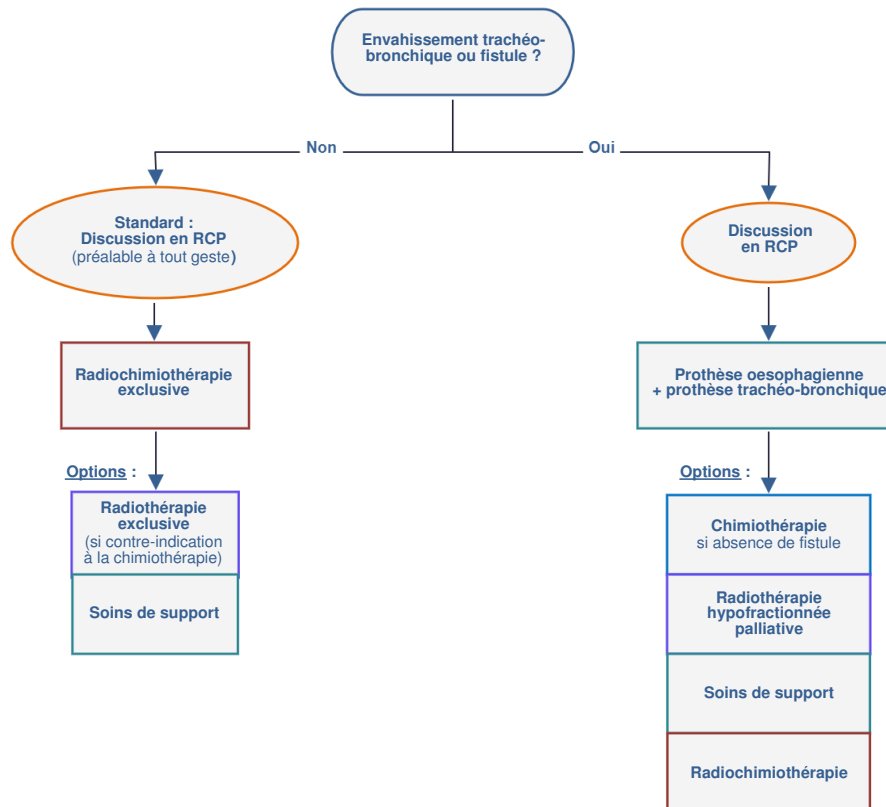 Envahissement trachéo-
bronchique ou fistule ?
Non
Oui
Standard :
Discussion en RCP
(préalable à tout geste)
Discussion
en RCP
Radiochimiothérapie
exclusive
Prothèse oesophagienne
+ prothèse trachéo-bronchique
Options :
Radiothérapie
exclusive
(si contre-indication
à la chimiothérapie)
Soins de support
Options :
Chimiothérapie
si absence de fistule
Radiothérapie
hypofractionnée
palliative
Soins de support
Radiochimiothérapie